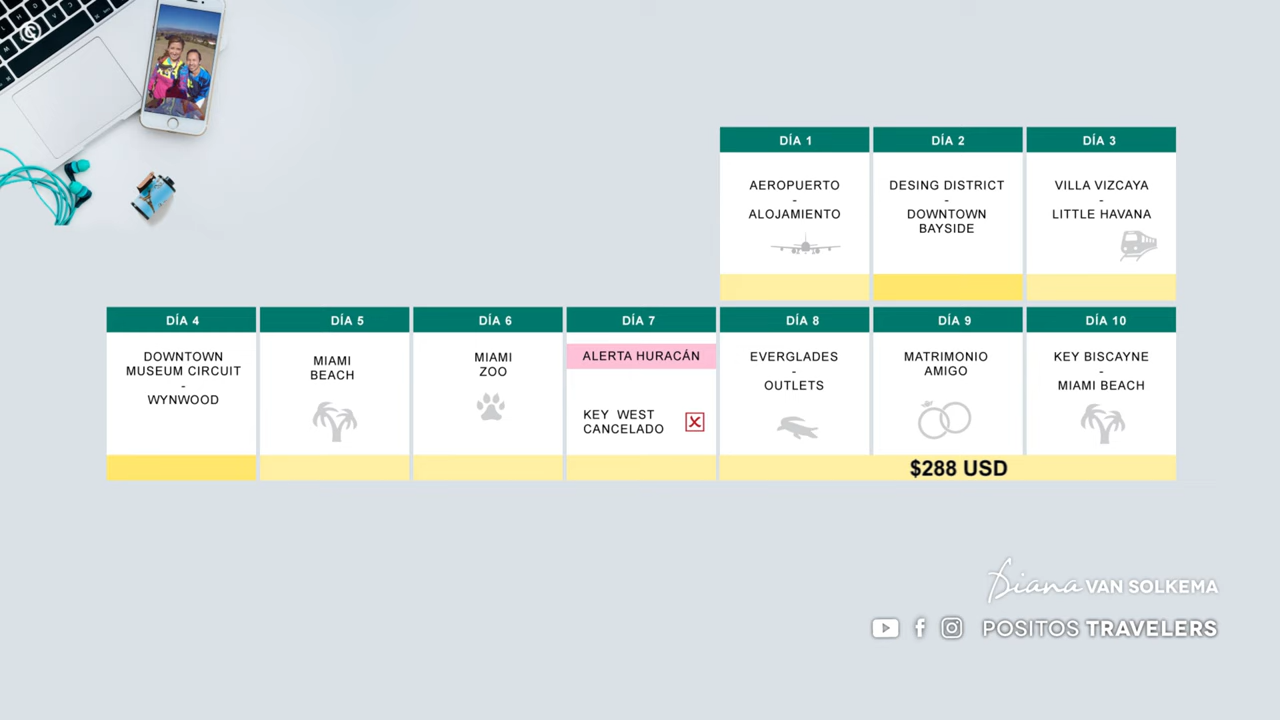 DÍA 1
AEROPUERTO
-
ALOJAMIENTO
DÍA 2
DESING DISTRICT
-
DOWNTOWN
BAYSIDE
DÍA 3
VILLA VIZCAYA
-
LITTLE HAVANA
DÍA 4
DOWNTOWN
MUSEUM CIRCUIT
-
WYNWOOD
DÍA 5
MIAMI
BEACH
DÍA 6
MIAMI
ZOO
DÍA 7
ALERTA HURACÁN
KEY WEST
CANCELADO
DÍA 8
EVERGLADES
-
OUTLETS
DÍA 9
MATRIMONIO
AMIGO
DÍA 10
KEY BISCAYNE
-
MIAMI BEACH
$288 USD
Diana VAN SOLKEMA
POSITOS TRAVELERS